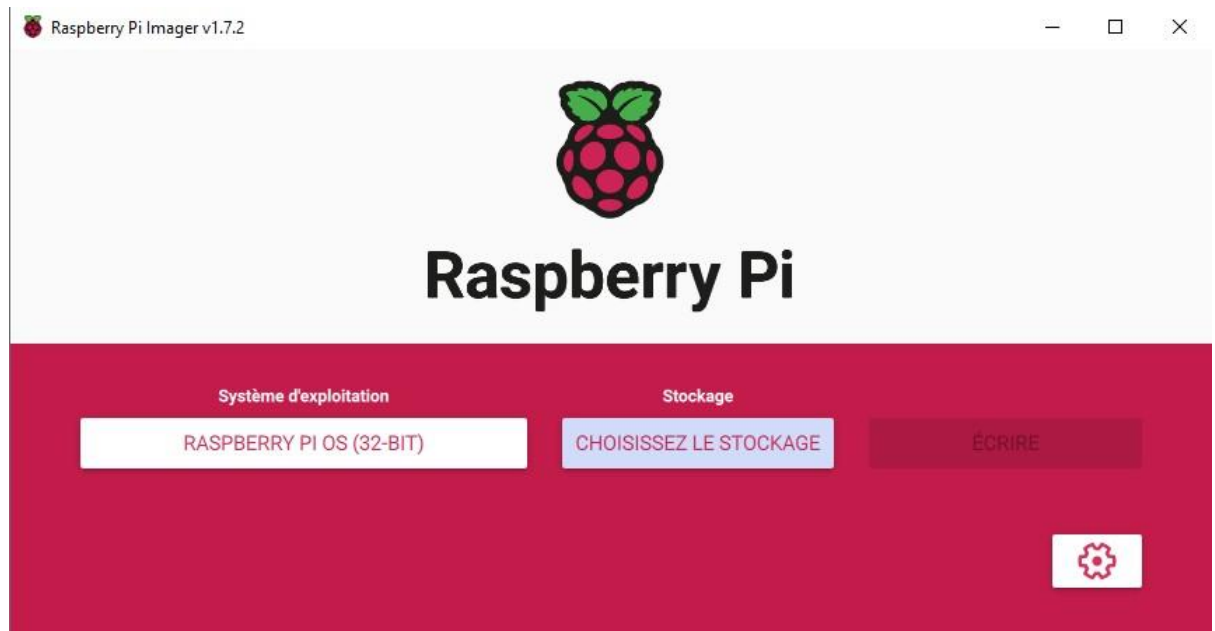 Raspberry Pi Imager v1.7.2
Raspberry Pi
Système d'exploitation
Stockage
RASPBERRY PI OS (32-BIT)
CHOISISSEZ LE STOCKAGE
ÉCRIRE